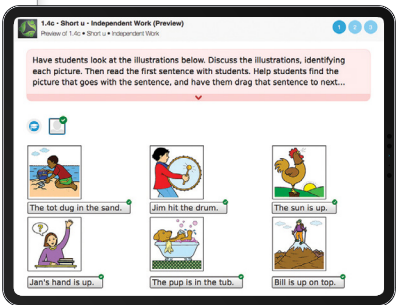 1.4c • Short u • Independent Work (Preview)
Preview of 1.4c • Short u • Independent Work
1 2 3
Have students look at the illustrations below. Discuss the illustrations, identifying
each picture. Then read the first sentence with students. Help students find the
picture that goes with the sentence, and have them drag that sentence to next...
The tot dug in the sand.
Jim hit the drum.
The sun is up.
?
Jan's hand is up.
The pup is in the tub.
Bill is up on top.